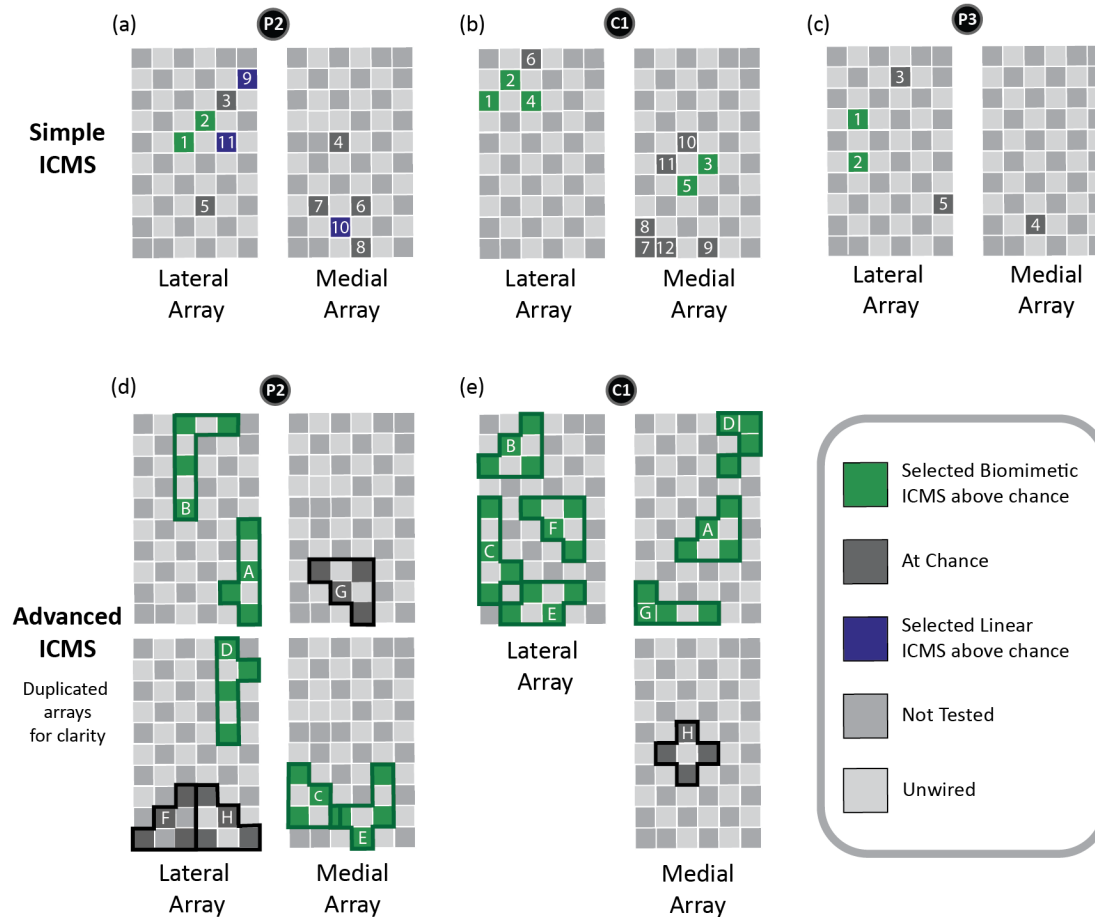 (a)
P2
(b)
C1
(c)
P3
Simple
ICMS
9
3
2
1
11
5
4
7
6
10
8
6
2
1
4
10
11
3
5
8
7
12
9
3
1
2
5
4
Lateral
Array
Medial
Array
Lateral
Array
Medial
Array
Lateral
Array
Medial
Array
(d)
P2
(e)
C1
Advanced
ICMS
Duplicated
arrays
for clarity
B
A
G
D
F
H
C
E
B
C
F
E
D
A
G
H
Lateral
Array
Medial
Array
Lateral
Array
Medial
Array
Selected Biomimetic
ICMS above chance
At Chance
Selected Linear
ICMS above chance
Not Tested
Unwired